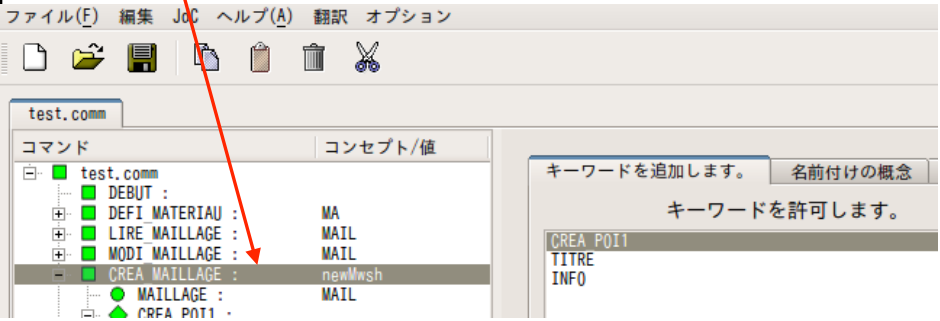 ファイル(F) 編集 JdC ヘルプ(A) 翻訳 オプション
test.comm
コマンド コンセプト/値
test.comm
DEBUT :
DEFI_MATERIAU : MA
LIRE_MAILLAGE : MAIL
MODI_MAILLAGE : MAIL
CREA_MAILLAGE : newMwsh
MAILLAGE : MAIL
CREA_POI1 :
キーワードを追加します。 名前付けの概念
キーワードを許可します。
CREA_POI1
TITRE
INFO